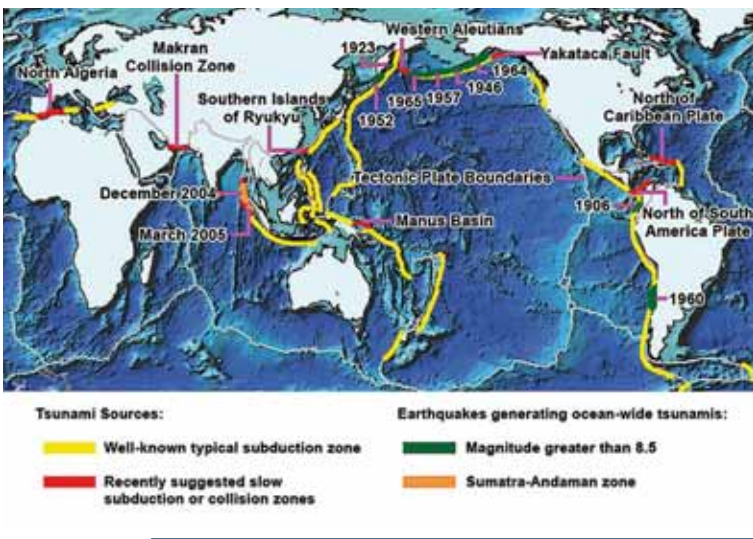 Western Aleutians
1923
Makran
Collision Zone
Yakataca Fault
North Algeria
1964
1946
1957
1965
1952
Southern Islands
of Ryukyu
North of
Caribbean Plate
Tectonic Plate Boundaries
December 2004
1906
Manus Basin
North of South
America Plate
March 2005
1960
Tsunami Sources:
Well-known typical subduction zone
Recently suggested slow
subduction or collision zones
Earthquakes generating ocean-wide tsunamis:
Magnitude greater than 8.5
Sumatra-Andaman zone